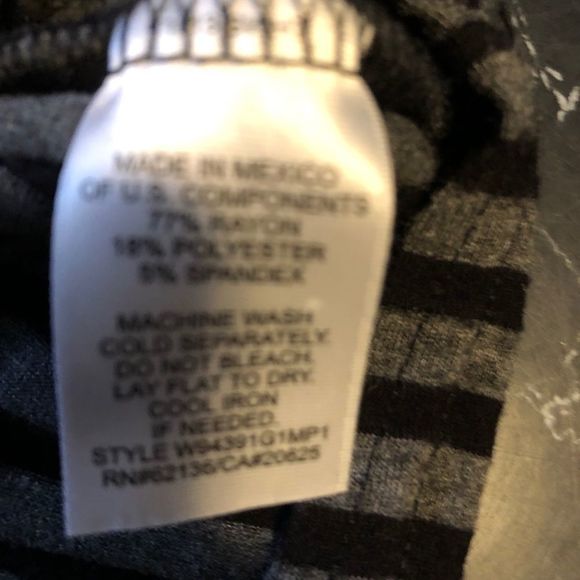 MADE IN MEXICO
OF U.S. COMPONENTS
77% RAYON
18% POLYESTER
5% SPANDEX
MACHINE WASH
COLD SEPARATELY.
DO NOT BLEACH.
LAY FLAT TO DRY.
COOL IRON
IF NEEDED.
STYLE W94391G1MP1
RN#62136/CA#20625